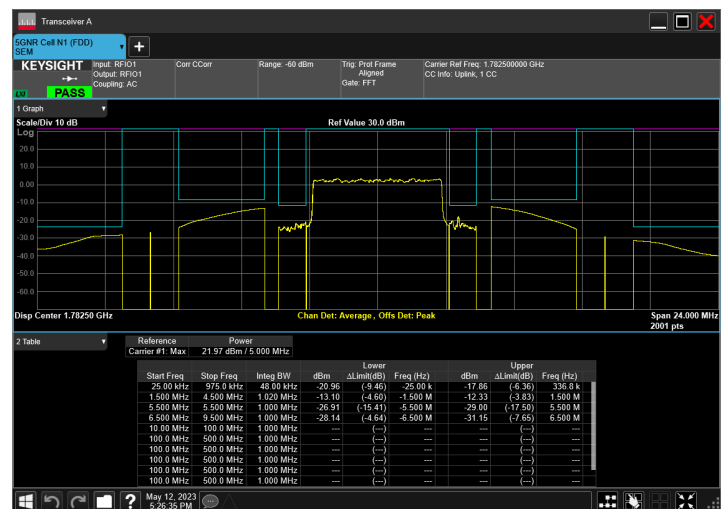 Transceiver A
5GNR Cell N1 (FDD)
SEM
KEYSIGHT
LXI PASS
Input: RFIO1
Output: RFIO1
Coupling: AC
Corr CCorr
Range: -60 dBm
Trig: Prot Frame
Aligned
Gate: FFT
Carrier Ref Freq: 1.782500000 GHz
CC Info: Uplink, 1 CC
1 Graph
Scale/Div 10 dB Ref Value 30.0 dBm
Log
20.0
10.0
0.00
-10.0
-20.0
-30.0
-40.0
-50.0
-60.0
Disp Center 1.78250 GHz Chan Det: Average , Offs Det: Peak Span 24.000 MHz
2001 pts
2 Table
Reference Power
Carrier #1: Max 21.97 dBm / 5.000 MHz
Lower Upper
Start Freq Stop Freq Integ BW dBm ΔLimit(dB) Freq (Hz) dBm ΔLimit(dB) Freq (Hz)
25.00 kHz 975.0 kHz 48.00 kHz -20.96 (-9.46) -25.00 k -17.86 (-6.36) 336.8 k
1.500 MHz 4.500 MHz 1.020 MHz -13.10 (-4.60) -1.500 M -12.33 (-3.83) 1.500 M
5.500 MHz 5.500 MHz 1.000 MHz -26.91 (-15.41) -5.500 M -29.00 (-17.50) 5.500 M
6.500 MHz 9.500 MHz 1.000 MHz -28.14 (-4.64) -6.500 M -31.15 (-7.65) 6.500 M
10.00 MHz 100.0 MHz 1.000 MHz --- (---) --- --- (---) ---
100.0 MHz 500.0 MHz 1.000 MHz --- (---) --- --- (---) ---
100.0 MHz 500.0 MHz 1.000 MHz --- (---) --- --- (---) ---
100.0 MHz 500.0 MHz 1.000 MHz --- (---) --- --- (---) ---
100.0 MHz 500.0 MHz 1.000 MHz --- (---) --- --- (---) ---
100.0 MHz 500.0 MHz 1.000 MHz --- (---) --- --- (---) ---
May 12, 2023
5:26:35 PM